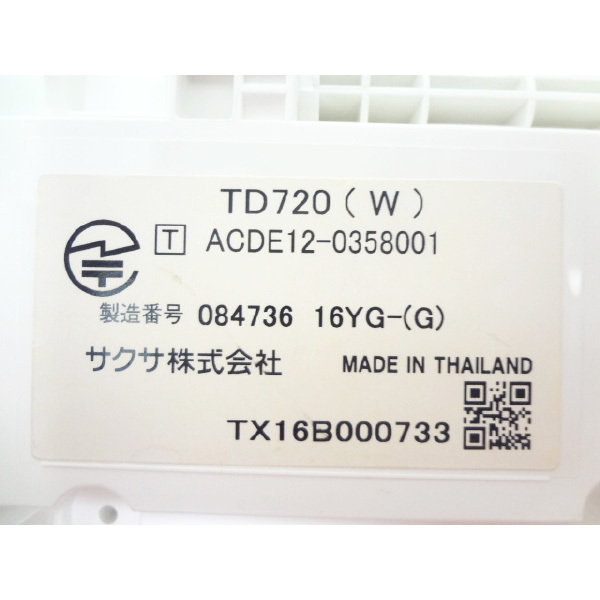 TD720 ( W )
T ACDE12-0358001
製造番号 084736 16YG-(G)
サクサ株式会社 MADE IN THAILAND
TX16B000733